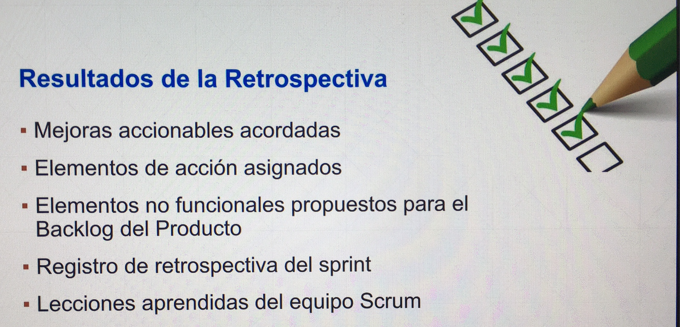 Resultados de la Retrospectiva
▪ Mejoras accionables acordadas
▪ Elementos de acción asignados
▪ Elementos no funcionales propuestos para el
Backlog del Producto
▪ Registro de retrospectiva del sprint
▪ Lecciones aprendidas del equipo Scrum